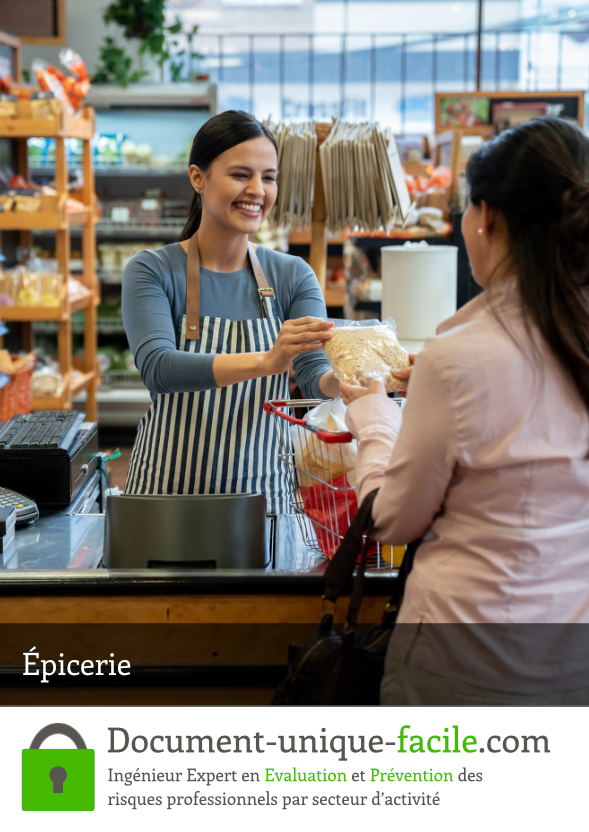 Épicerie
Document-unique-facile.com
Ingénieur Expert en Evaluation et Prévention des
risques professionnels par secteur d'activité